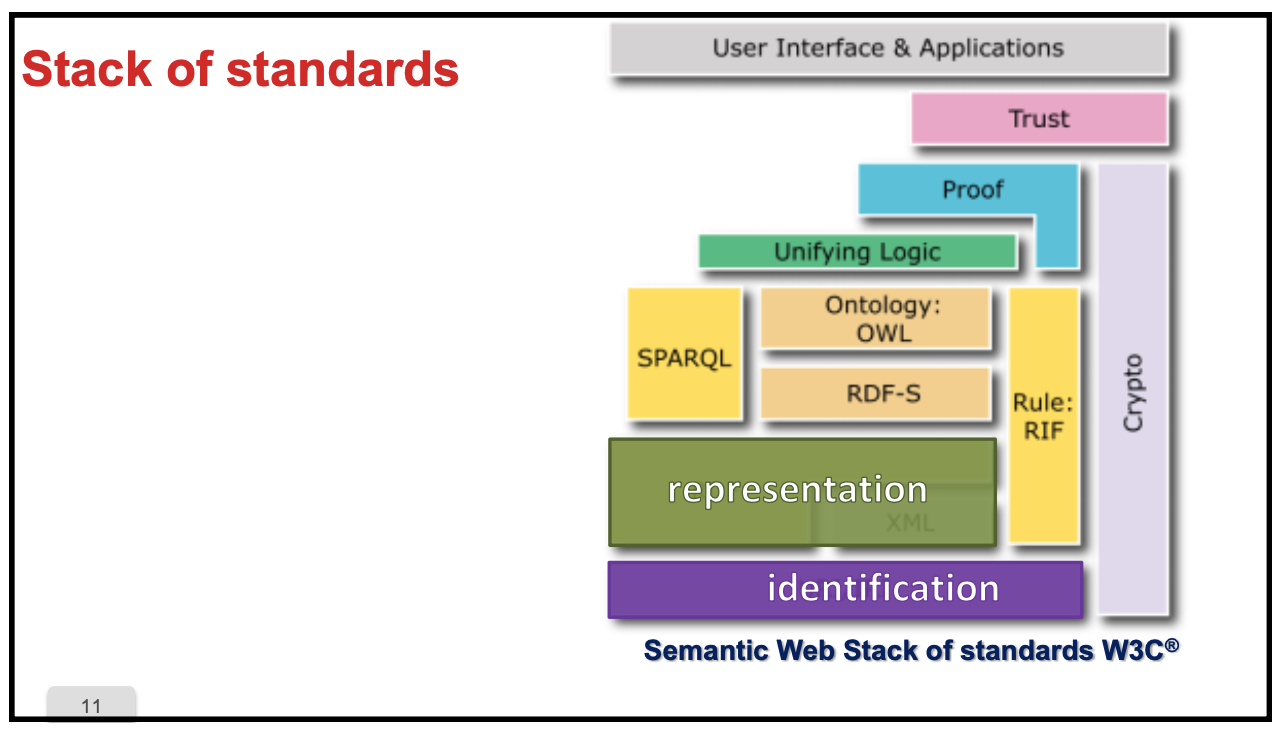 Stack of standards
User Interface & Applications
Trust
Proof
Unifying Logic
SPARQL
Ontology:
OWL
RDF-S
Rule:
RIF
Crypto
representation
XML
identification
Semantic Web Stack of standards W3C®
11